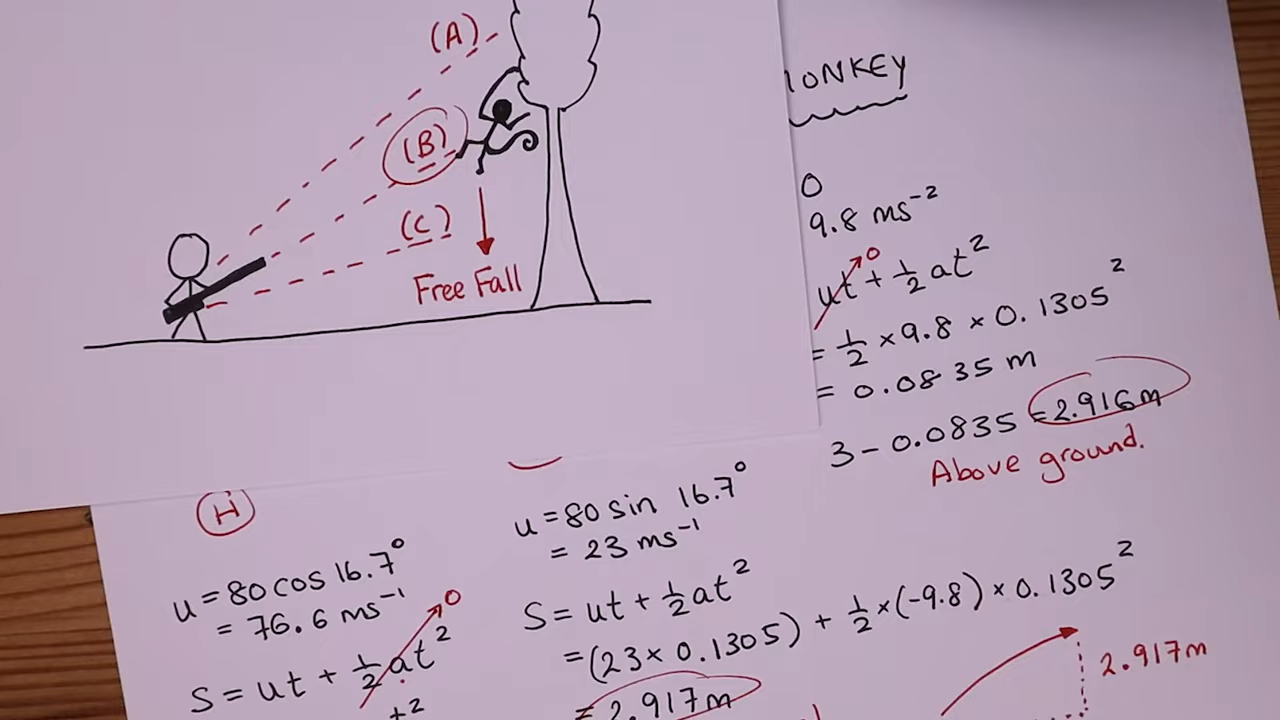 (A)
(B)
(C)
Free Fall
9.8 ms⁻²
ut + ½at²
= ½ × 9.8 × 0.1305²
= 0.0835 m
3 - 0.0835 = 2.916m
Above ground.
H
u = 80 cos 16.7°
= 76.6 ms⁻¹
0
S = ut + ½at²
u = 80 sin 16.7°
= 23 ms⁻¹
S = ut + ½at²
= (23 × 0.1305) + ½ × (-9.8) × 0.1305²
= 2.917m
2.917m